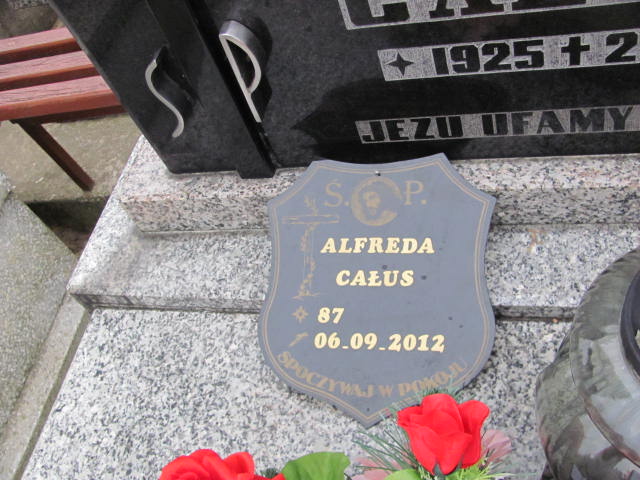 S P
1925 + 2
JEZU UFAMY
Ś. P.
ALFREDA
CAŁUS
87
06-09-2012
SPOCZYWAJ W POKOJU